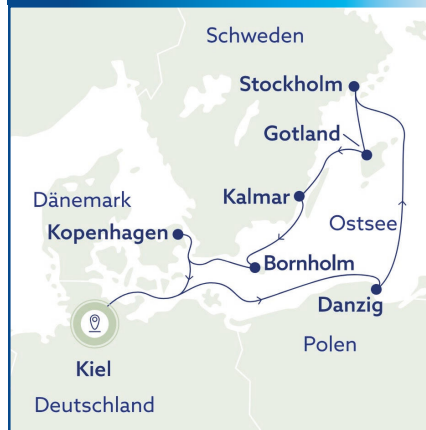 Schweden
Stockholm
Gotland
Kalmar
Dänemark
Ostsee
Kopenhagen
Bornholm
Danzig
Polen
Kiel
Deutschland